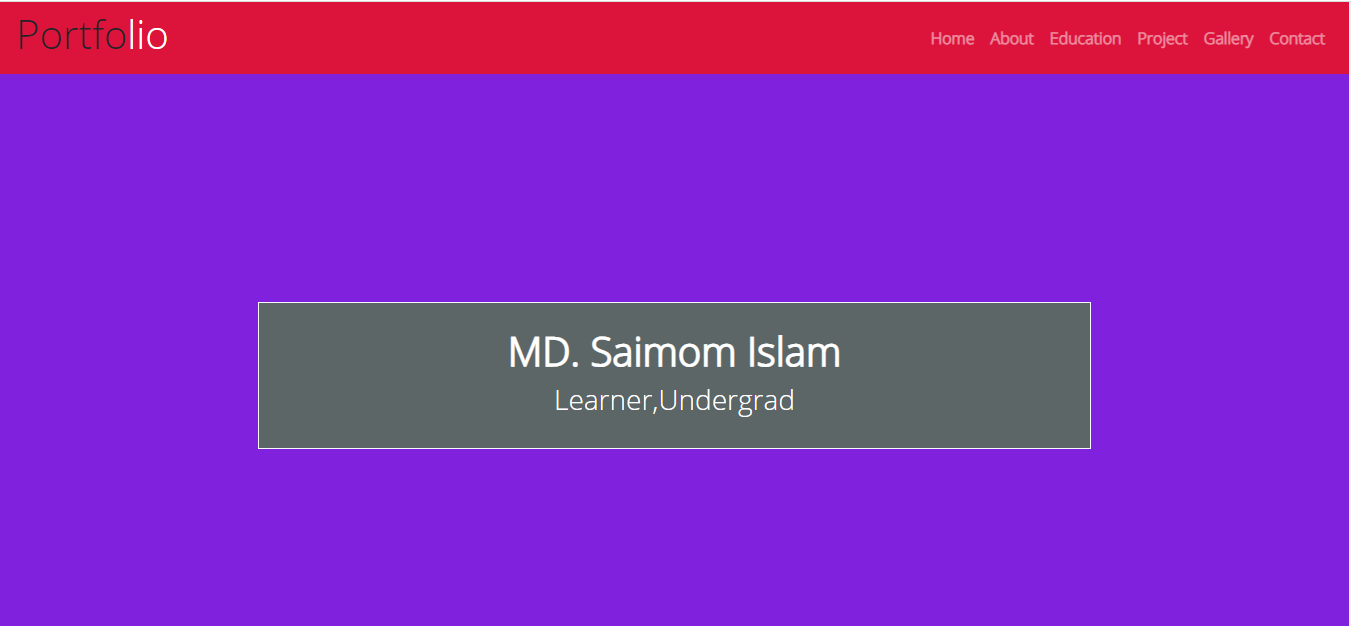 Portfolio
Home About Education Project Gallery Contact
MD. Saimom Islam
Learner,Undergrad